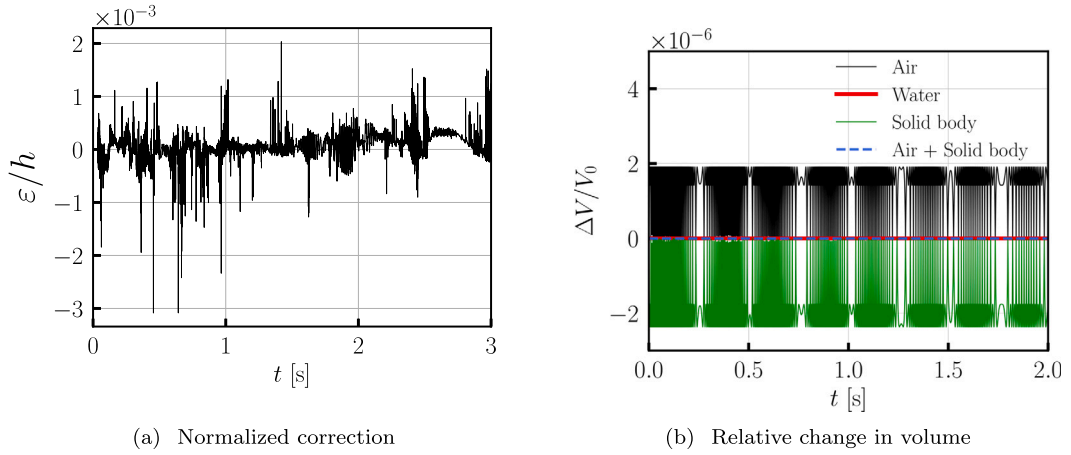 ×10⁻³
2
1
0
−1
−2
−3
ε/h
0 1 2 3
t [s]
(a) Normalized correction
×10⁻⁶
4
2
0
−2
ΔV/V₀
Air
Water
Solid body
Air + Solid body
0.0 0.5 1.0 1.5 2.0
t [s]
(b) Relative change in volume